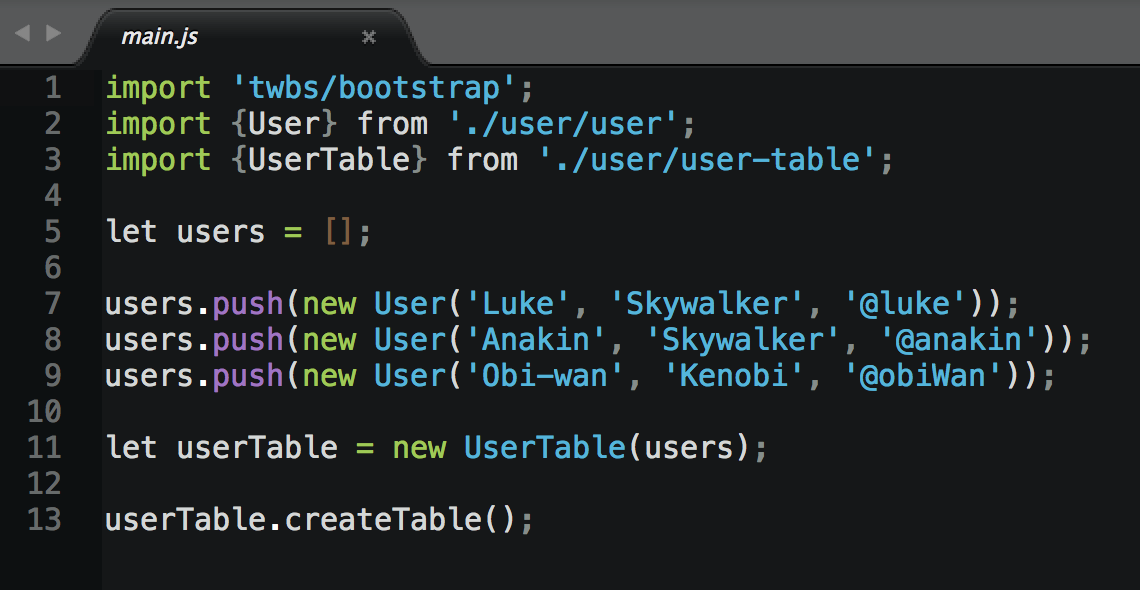 main.js ×
1 import 'twbs/bootstrap';
2 import {User} from './user/user';
3 import {UserTable} from './user/user-table';
4
5 let users = [];
6
7 users.push(new User('Luke', 'Skywalker', '@luke'));
8 users.push(new User('Anakin', 'Skywalker', '@anakin'));
9 users.push(new User('Obi-wan', 'Kenobi', '@obiWan'));
10
11 let userTable = new UserTable(users);
12
13 userTable.createTable();